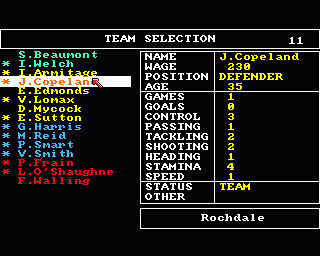 TEAM SELECTION 11
S.Beaumont
* I.Welch
* I.Armitage
* J.Copeland
E.Edmonds
* V.Lomax
D.Mycock
* E.Sutton
* G.Harris
* M.Reid
* P.Smart
* V.Smith
* P.Frain
* L.O'Shaughne
F.Walling
NAME J.Copeland
WAGE 230
POSITION DEFENDER
AGE 35
GAMES 1
GOALS 0
CONTROL 3
PASSING 1
TACKLING 2
SHOOTING 2
HEADING 1
STAMINA 4
SPEED 1
STATUS TEAM
OTHER
Rochdale